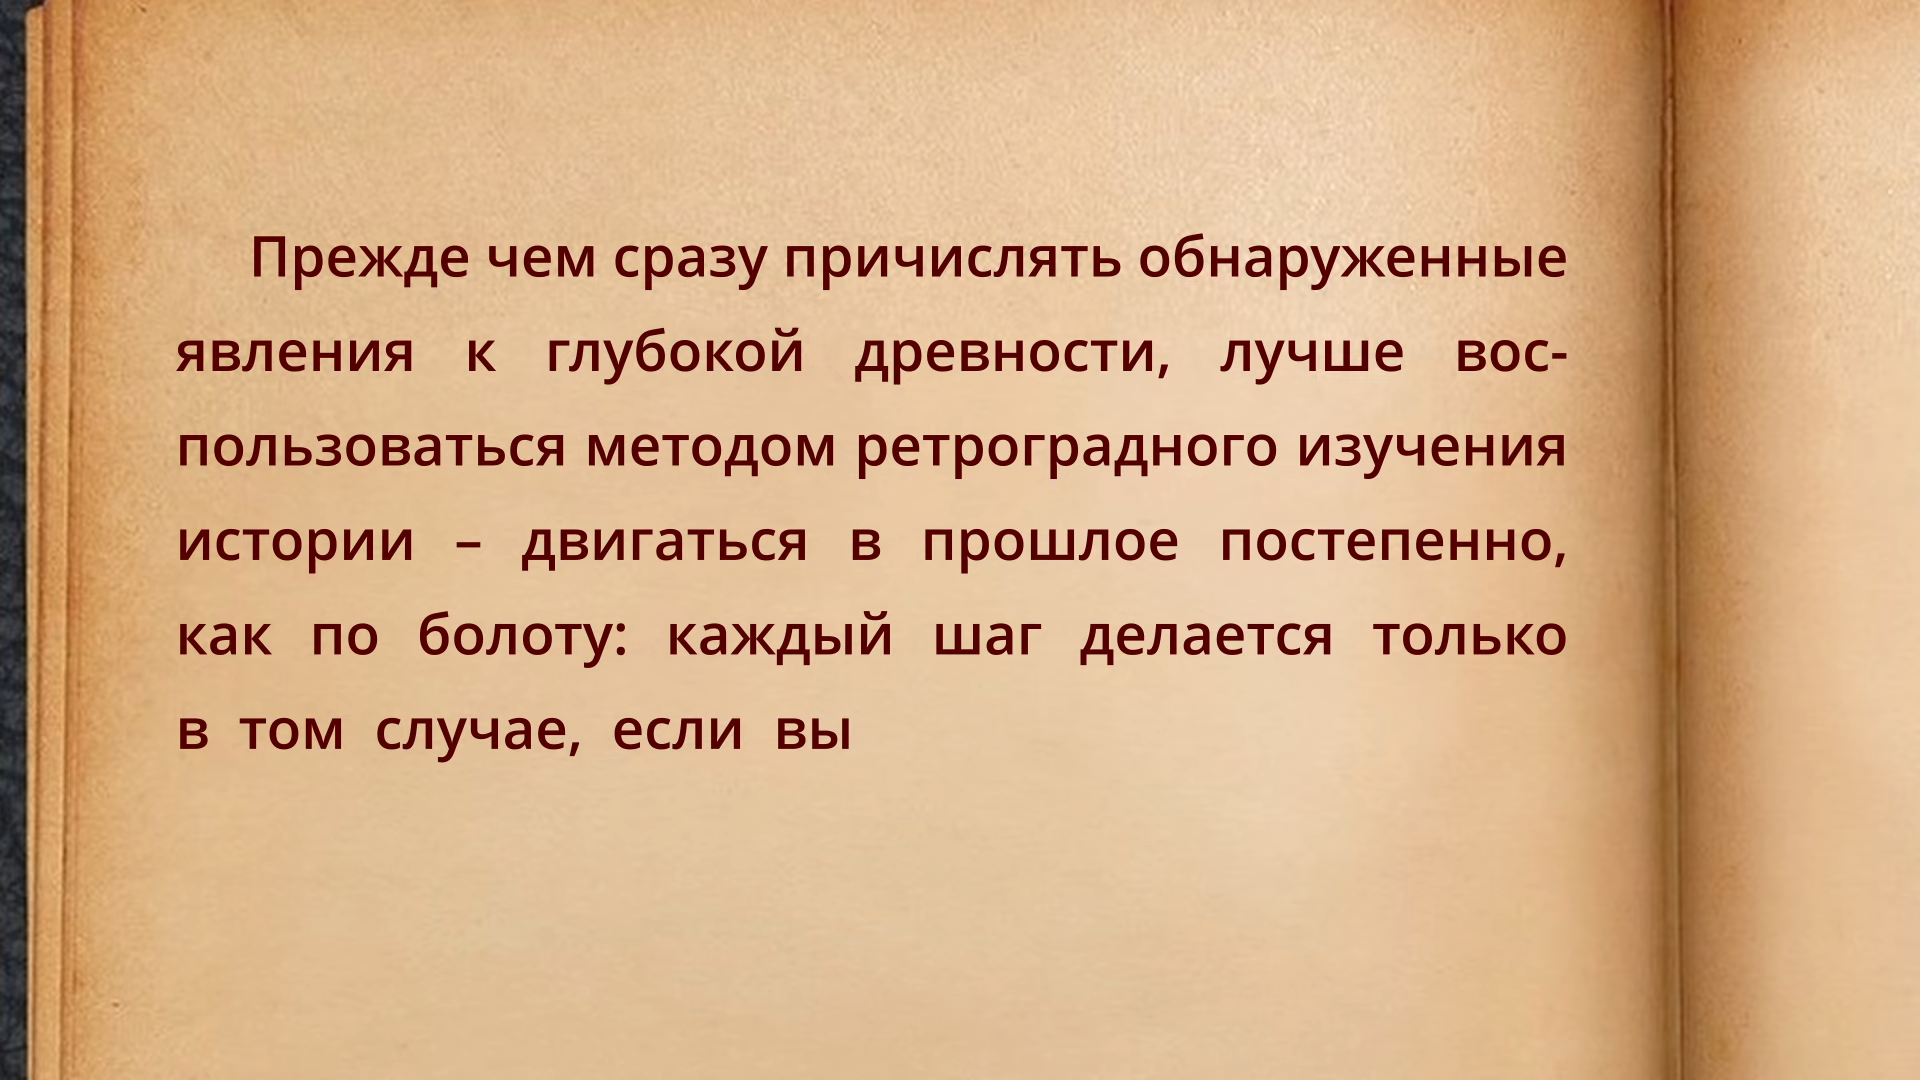 Прежде чем сразу причислять обнаруженные
явления к глубокой древности, лучше вос-
пользоваться методом ретроградного изучения
истории – двигаться в прошлое постепенно,
как по болоту: каждый шаг делается только
в том случае, если вы